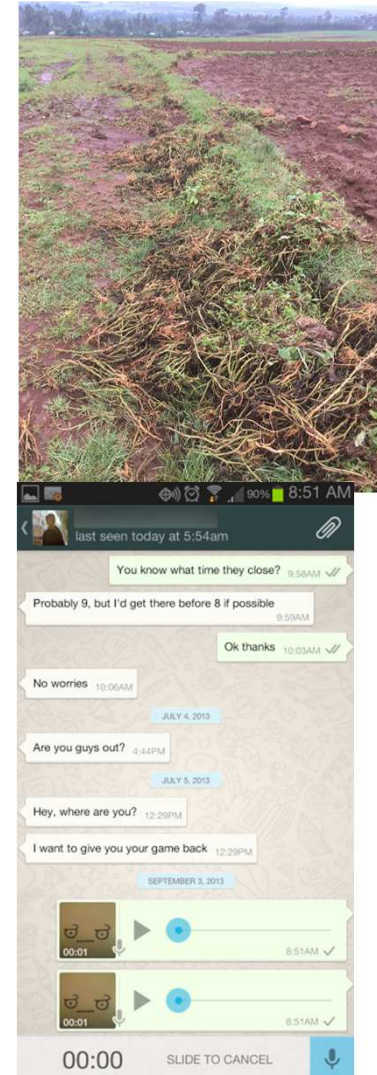 90% 8:51 AM
last seen today at 5:54am
You know what time they close? 9:58AM
Probably 9, but I'd get there before 8 if possible
9:59AM
Ok thanks 10:03AM
No worries 10:06AM
JULY 4, 2013
Are you guys out? 4:44PM
JULY 5, 2013
Hey, where are you? 12:29PM
I want to give you your game back 12:29PM
SEPTEMBER 3, 2013
00:01 8:51AM
00:01 8:51AM
00:00 SLIDE TO CANCEL